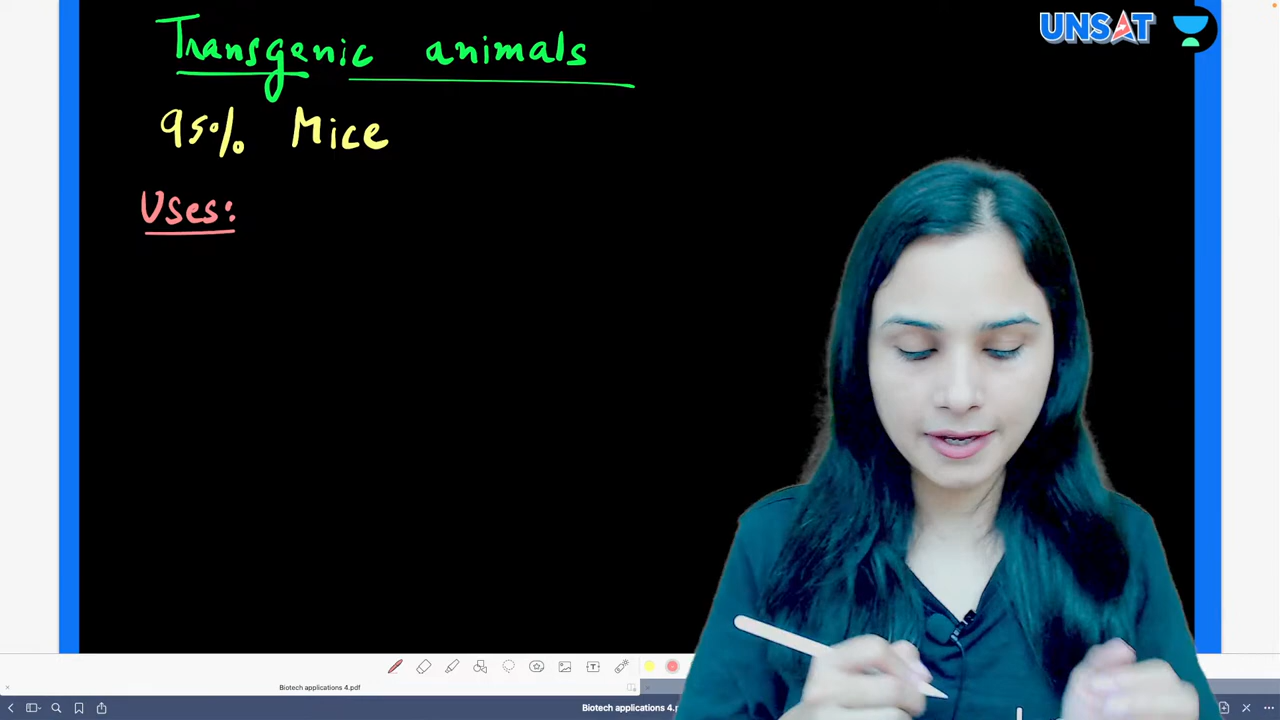 UNSAT
Transgenic animals
95% Mice
Uses:
Biotech applications 4.pdf
Biotech applications 4.p